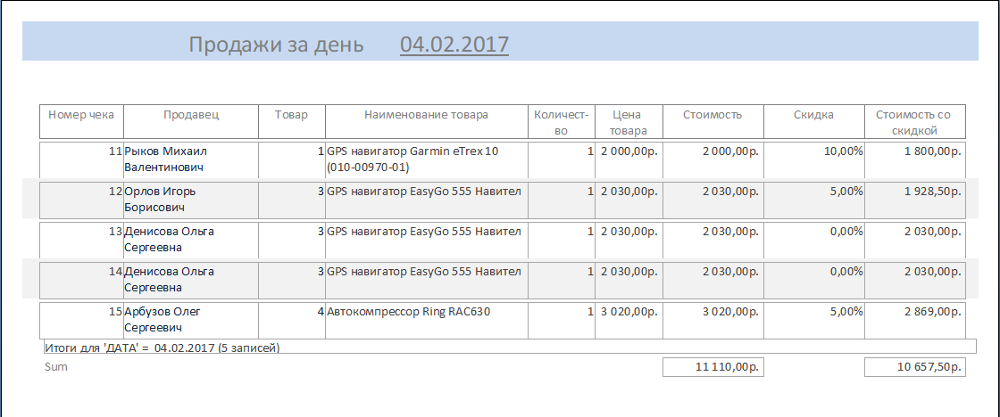 Продажи за день 04.02.2017
Номер чека Продавец Товар Наименование товара Количест- Цена Стоимость Скидка Стоимость со
во товара скидкой
11 Рыков Михаил 1 GPS навигатор Garmin eTrex 10 1 2 000,00р. 2 000,00р. 10,00% 1 800,00р.
Валентинович (010-00970-01)
12 Орлов Игорь 3 GPS навигатор EasyGo 555 Навител 1 2 030,00р. 2 030,00р. 5,00% 1 928,50р.
Борисович
13 Денисова Ольга 3 GPS навигатор EasyGo 555 Навител 1 2 030,00р. 2 030,00р. 0,00% 2 030,00р.
Сергеевна
14 Денисова Ольга 3 GPS навигатор EasyGo 555 Навител 1 2 030,00р. 2 030,00р. 0,00% 2 030,00р.
Сергеевна
15 Арбузов Олег 4 Автокомпрессор Ring RAC630 1 3 020,00р. 3 020,00р. 5,00% 2 869,00р.
Сергеевич
Итоги для 'ДАТА' = 04.02.2017 (5 записей)
Sum 11 110,00р. 10 657,50р.